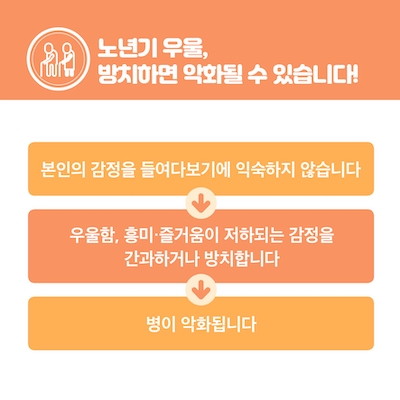 노년기 우울,
방치하면 악화될 수 있습니다!
본인의 감정을 들여다보기에 익숙하지 않습니다
우울함, 흥미·즐거움이 저하되는 감정을
간과하거나 방치합니다
병이 악화됩니다